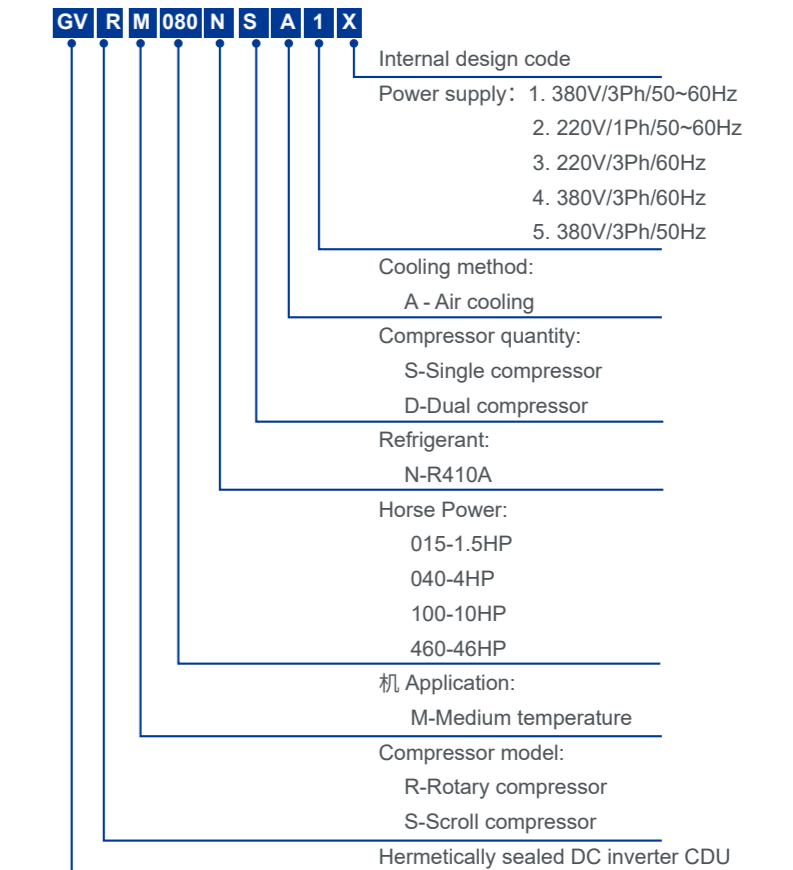 GV R M 080 N S A 1 X
Internal design code
Power supply：1. 380V/3Ph/50~60Hz
2. 220V/1Ph/50~60Hz
3. 220V/3Ph/60Hz
4. 380V/3Ph/60Hz
5. 380V/3Ph/50Hz
Cooling method:
A - Air cooling
Compressor quantity:
S-Single compressor
D-Dual compressor
Refrigerant:
N-R410A
Horse Power:
015-1.5HP
040-4HP
100-10HP
460-46HP
机 Application:
M-Medium temperature
Compressor model:
R-Rotary compressor
S-Scroll compressor
Hermetically sealed DC inverter CDU